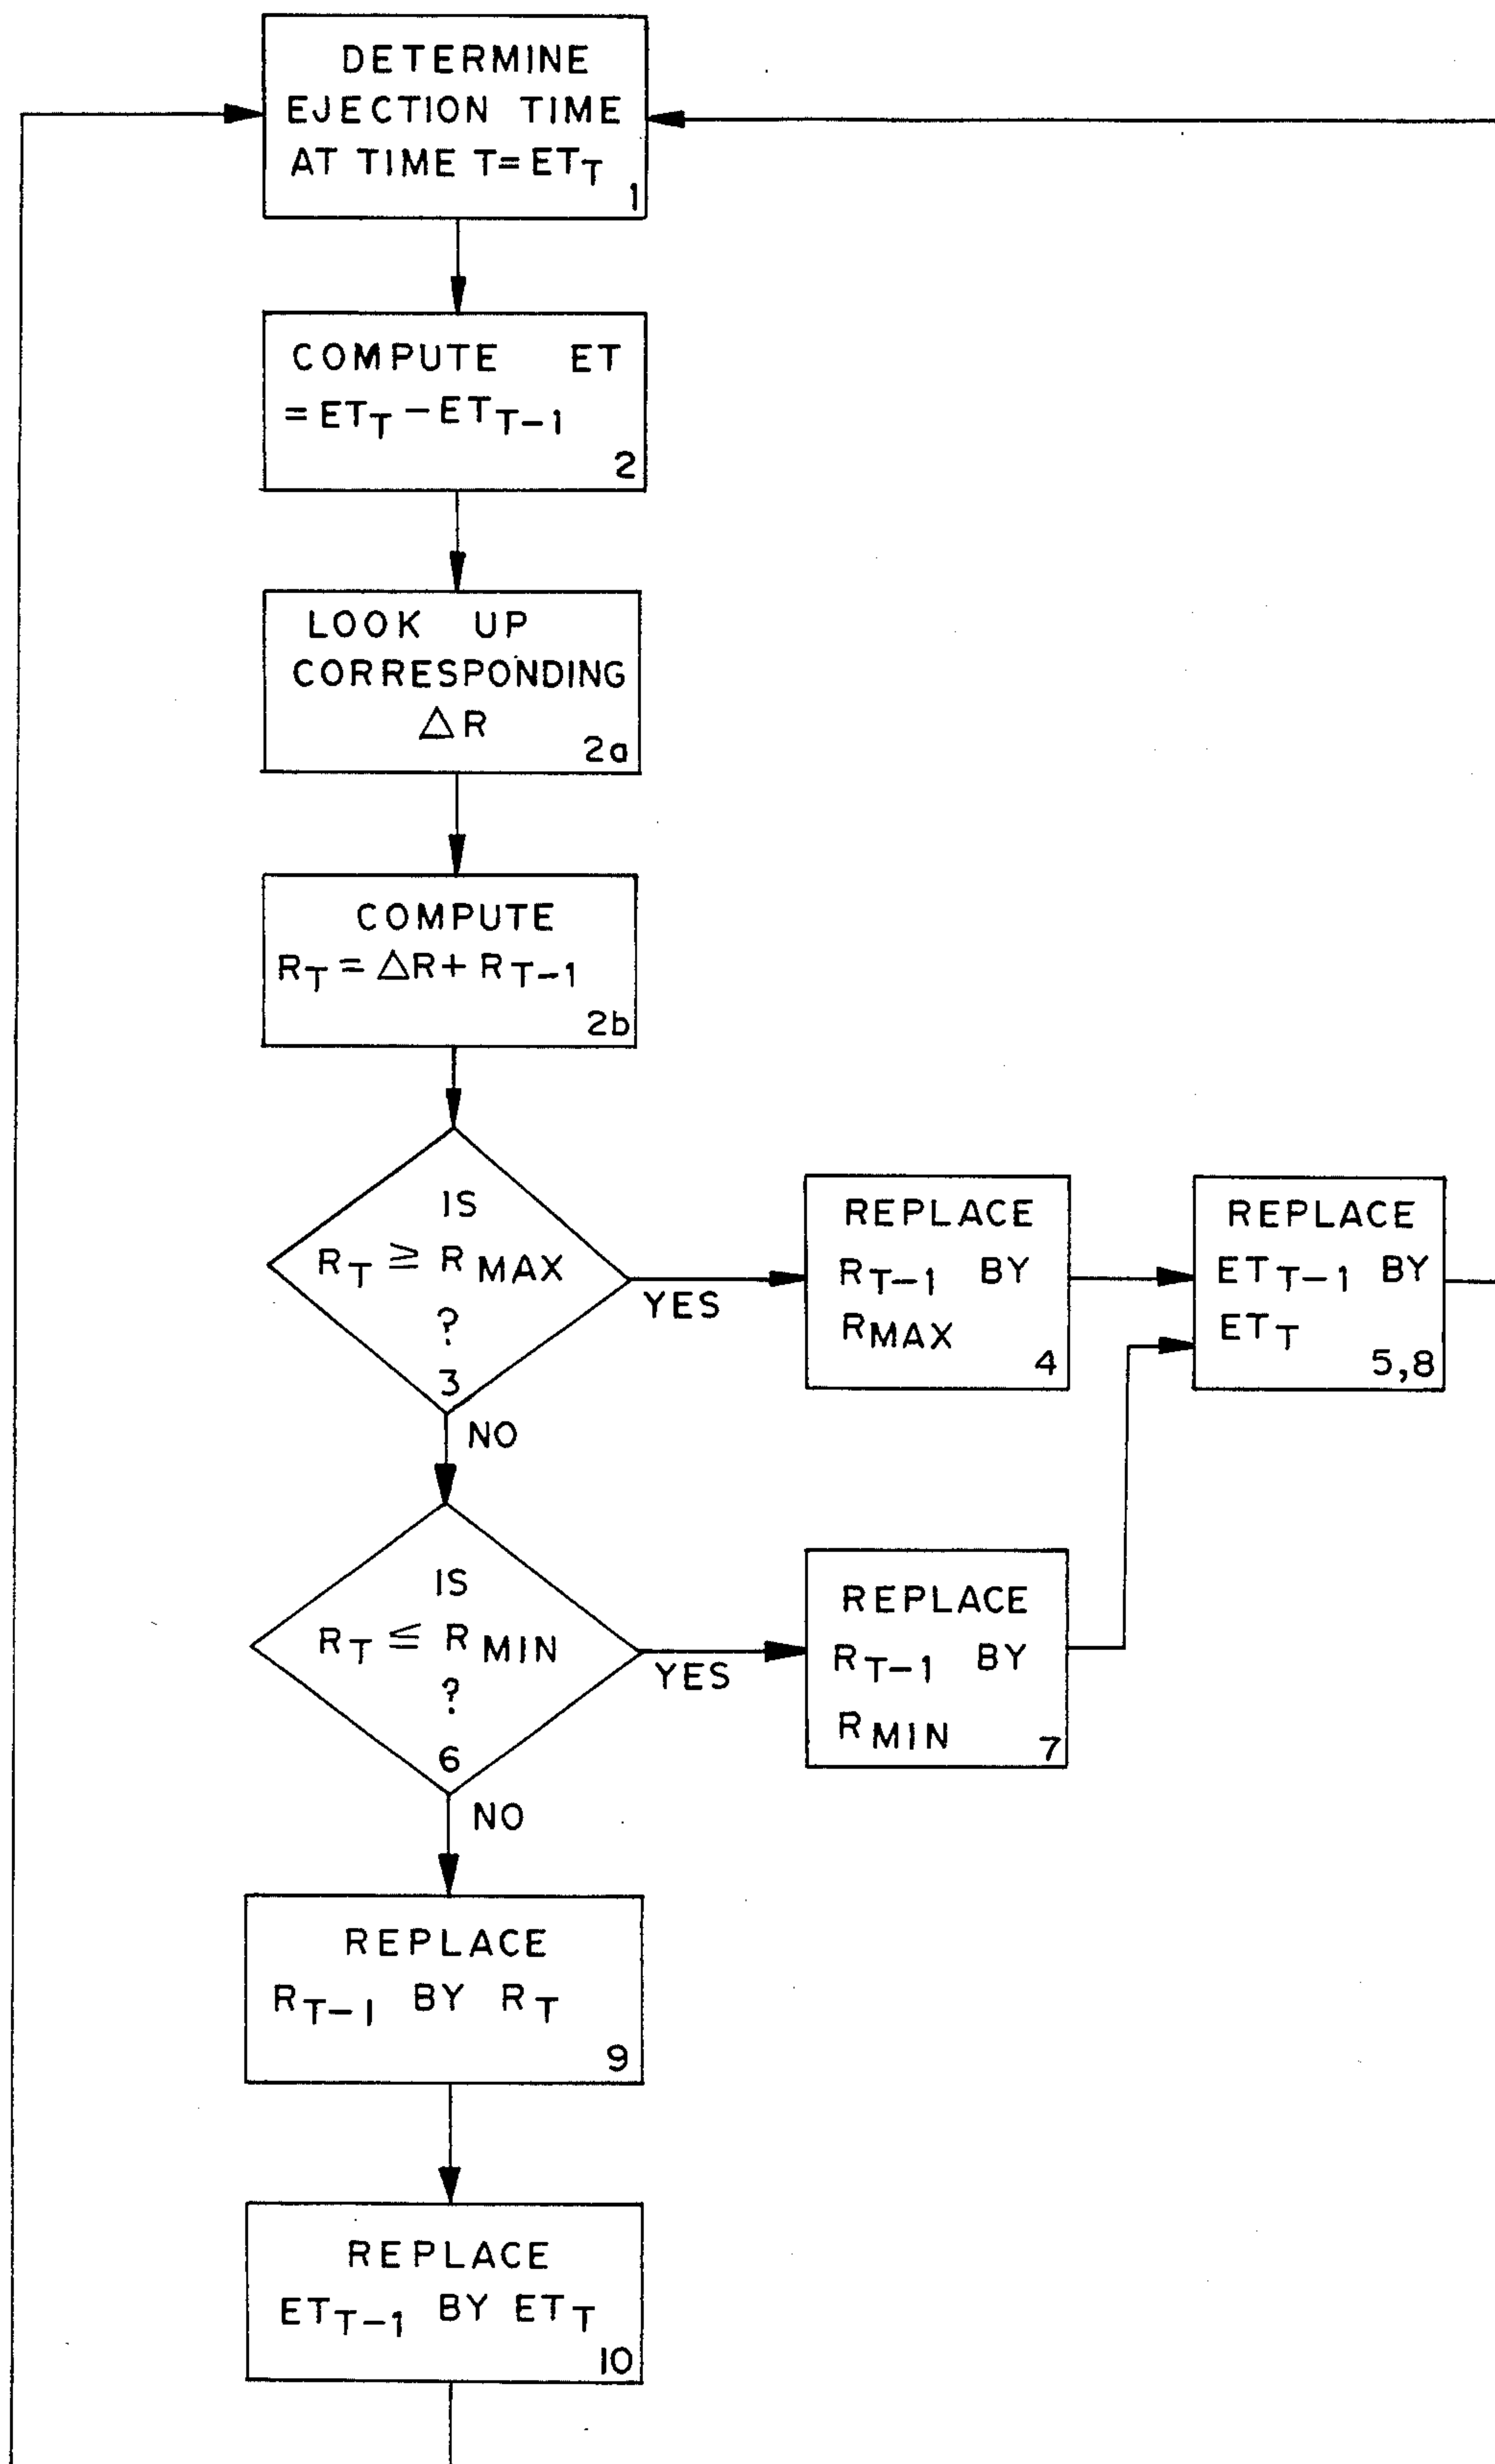 DETERMINE
EJECTION TIME
AT TIME T=ET_T
1
COMPUTE ET
=ET_T-ET_T-1
2
LOOK UP
CORRESPONDING
△R
2a
COMPUTE
R_T=△R+R_T-1
2b
IS
R_T ≧ R_MAX
?
3
YES
NO
REPLACE
R_T-1 BY
R_MAX
4
REPLACE
ET_T-1 BY
ET_T
5,8
IS
R_T ≦ R_MIN
?
6
YES
NO
REPLACE
R_T-1 BY
R_MIN
7
REPLACE
R_T-1 BY R_T
9
REPLACE
ET_T-1 BY ET_T
10